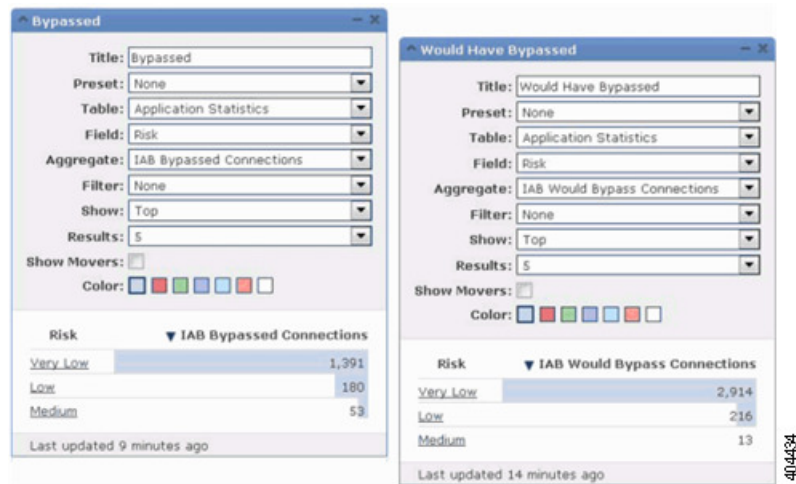 Bypassed
Title: Bypassed
Preset: None
Table: Application Statistics
Field: Risk
Aggregate: IAB Bypassed Connections
Filter: None
Show: Top
Results: 5
Show Movers:
Color:
Risk IAB Bypassed Connections
Very Low 1,391
Low 180
Medium 53
Last updated 9 minutes ago
Would Have Bypassed
Title: Would Have Bypassed
Preset: None
Table: Application Statistics
Field: Risk
Aggregate: IAB Would Bypass Connections
Filter: None
Show: Top
Results: 5
Show Movers:
Color:
Risk IAB Would Bypass Connections
Very Low 2,914
Low 216
Medium 13
Last updated 14 minutes ago
404434